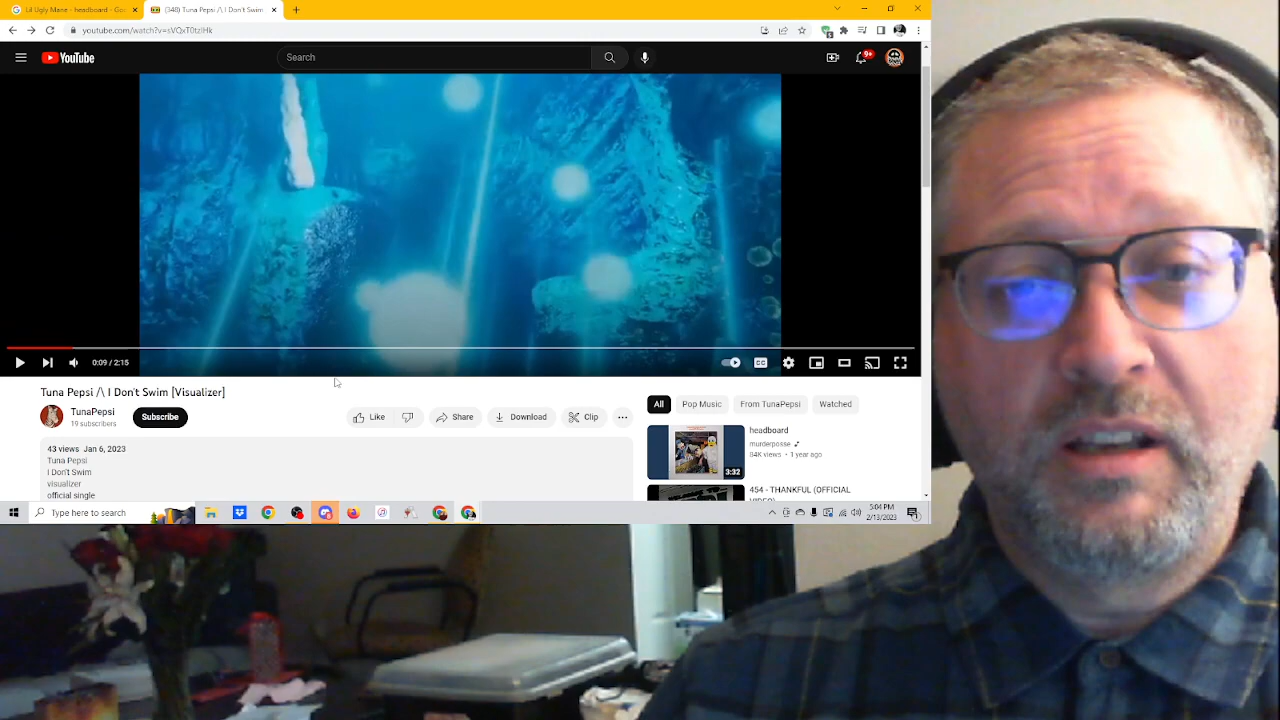 Lil Ugly Mane - headboard - Goo
(348) Tuna Pepsi /\ I Don't Swim
youtube.com/watch?v=sVQxT0tzIHk
YouTube
Search
9+
0:09 / 2:15
CC
Tuna Pepsi /\ I Don't Swim [Visualizer]
TunaPepsi
19 subscribers
Subscribe
Like
Share
Download
Clip
43 views Jan 6, 2023
Tuna Pepsi
I Don't Swim
visualizer
official single
All
Pop Music
From TunaPepsi
Watched
headboard
murderposse
84K views • 1 year ago
3:32
454 - THANKFUL (OFFICIAL
Type here to search
5:04 PM
2/13/2023